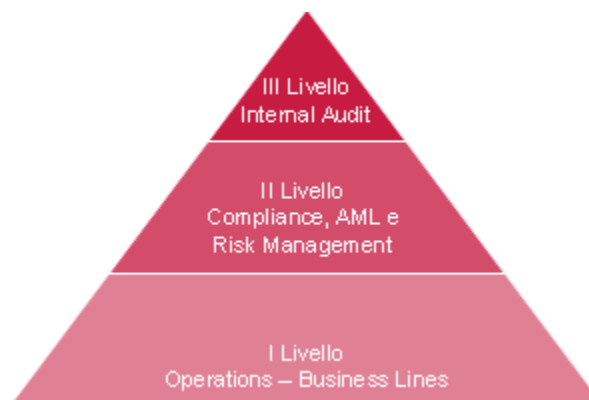 III Livello
Internal Audit
II Livello
Compliance, AML e
Risk Management
I Livello
Operations – Business Lines